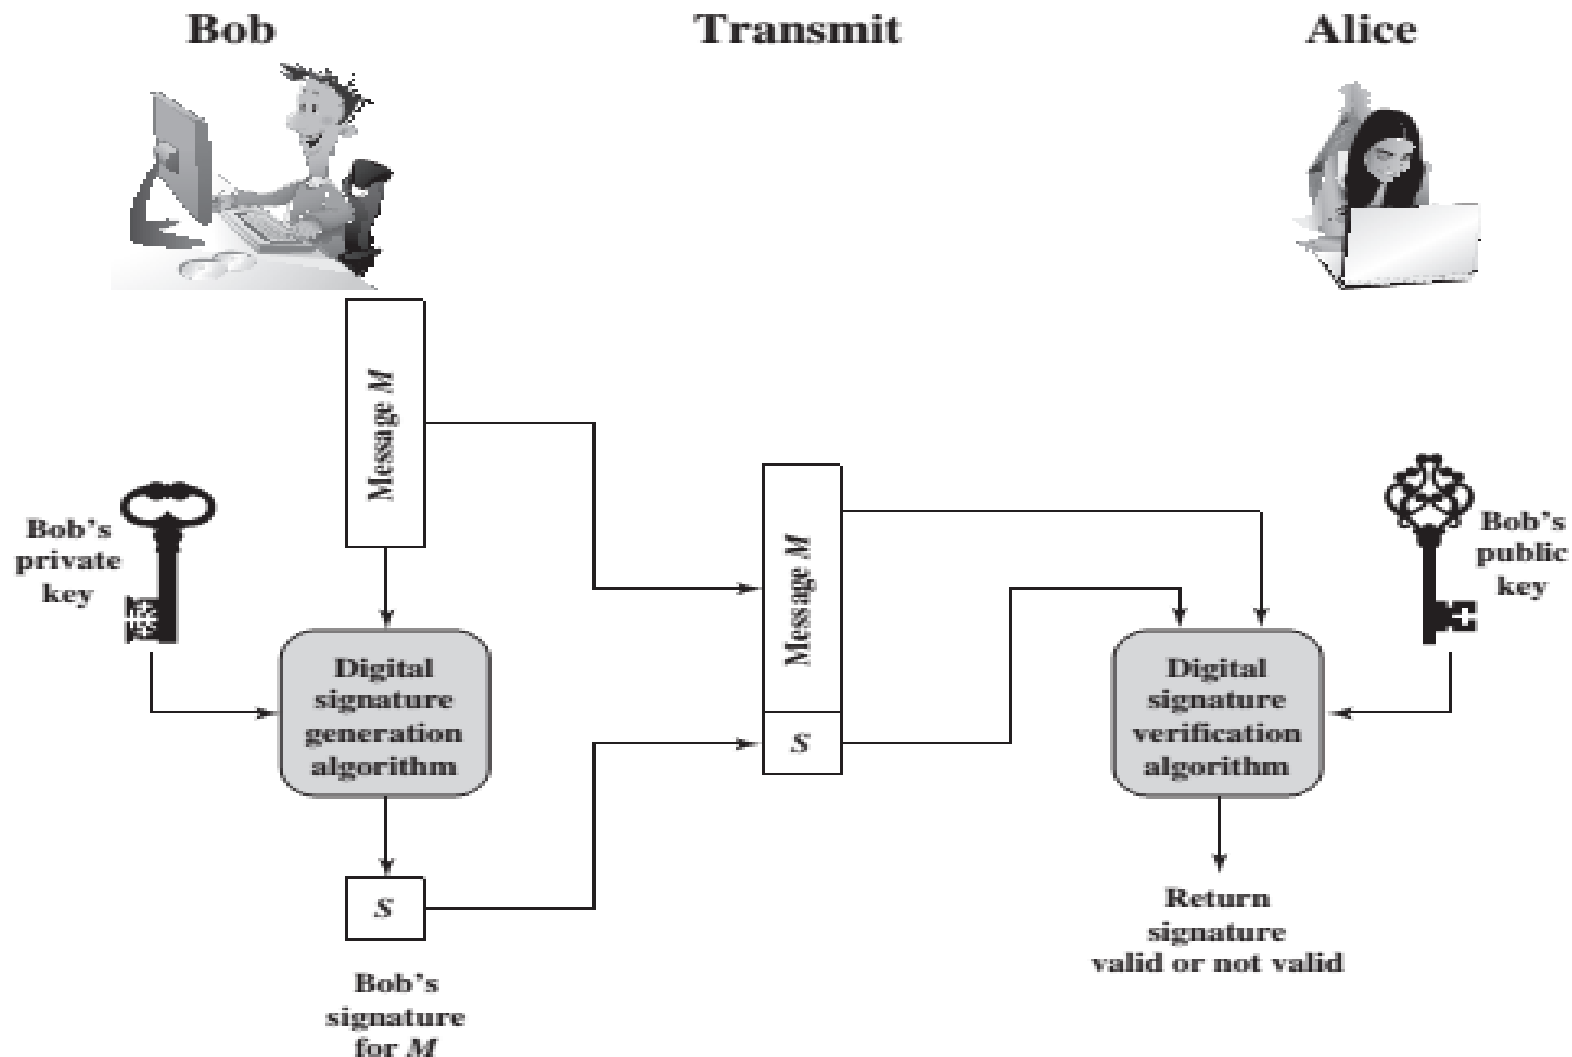 Bob
Transmit
Alice
Message M
Bob's
private
key
Message M
S
Bob's
public
key
Digital
signature
generation
algorithm
Digital
signature
verification
algorithm
S
Bob's
signature
for M
Return
signature
valid or not valid